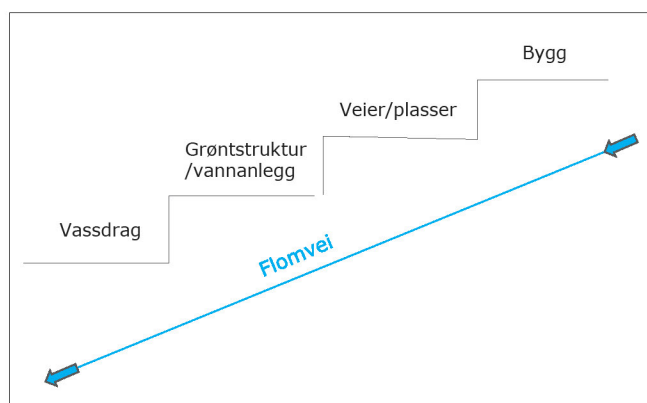 Bygg
Veier/plasser
Grøntstruktur
/vannanlegg
Vassdrag
Flomvei